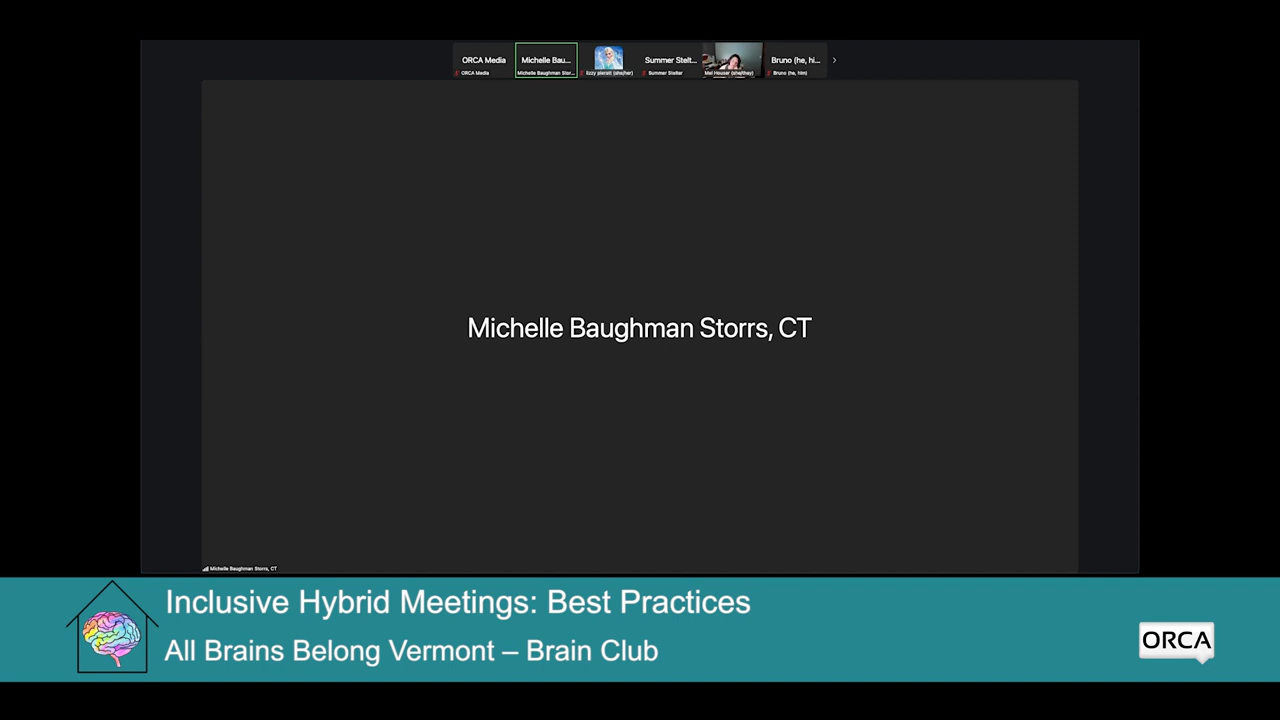 ORCA Media
Michelle Bau...
Summer Stelt...
Bruno (he, hi...
ORCA Media
Michelle Baughman Stor...
Ezzy pieratt (she/her)
Summer Stelter
Mel Houser (she/they)
Bruno (he, him)
Michelle Baughman Storrs, CT
Michelle Baughman Storrs, CT
Inclusive Hybrid Meetings: Best Practices
All Brains Belong Vermont – Brain Club
ORCA